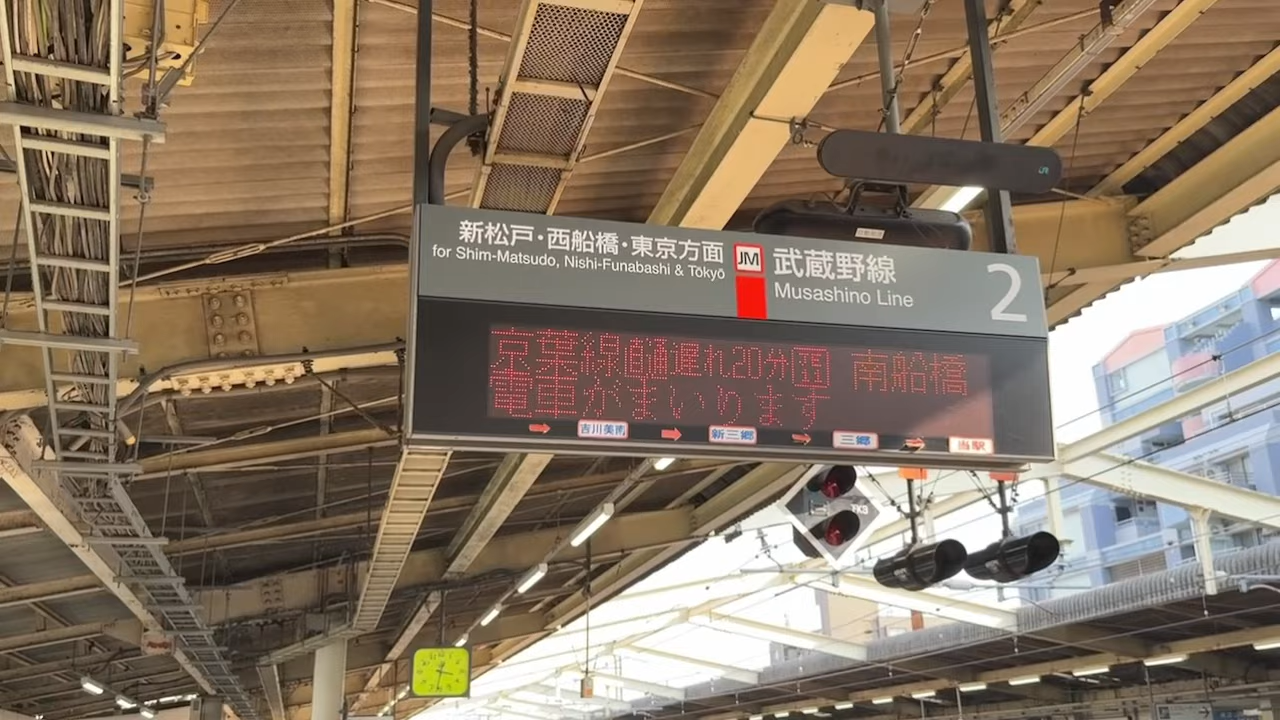 新松戸・西船橋・東京方面
for Shim-Matsudo, Nishi-Funabashi & Tōkyō
JM
武蔵野線
Musashino Line
2
京葉線直通遅れ20分 南船橋
電車がまいります
吉川美南 新三郷 三郷 当駅